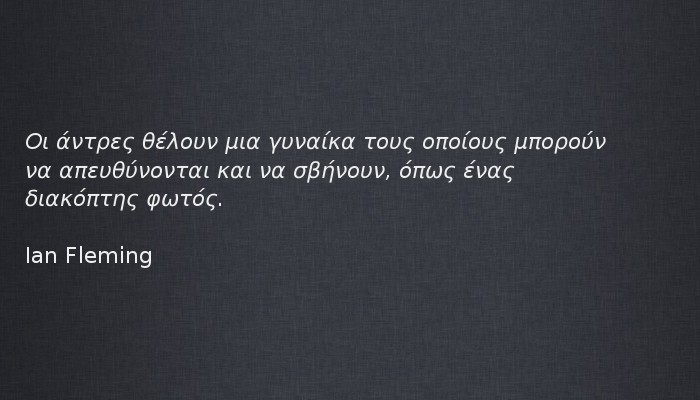 Οι άντρες θέλουν μια γυναίκα τους οποίους μπορούν
να απευθύνονται και να σβήνουν, όπως ένας
διακόπτης φωτός.
Ian Fleming